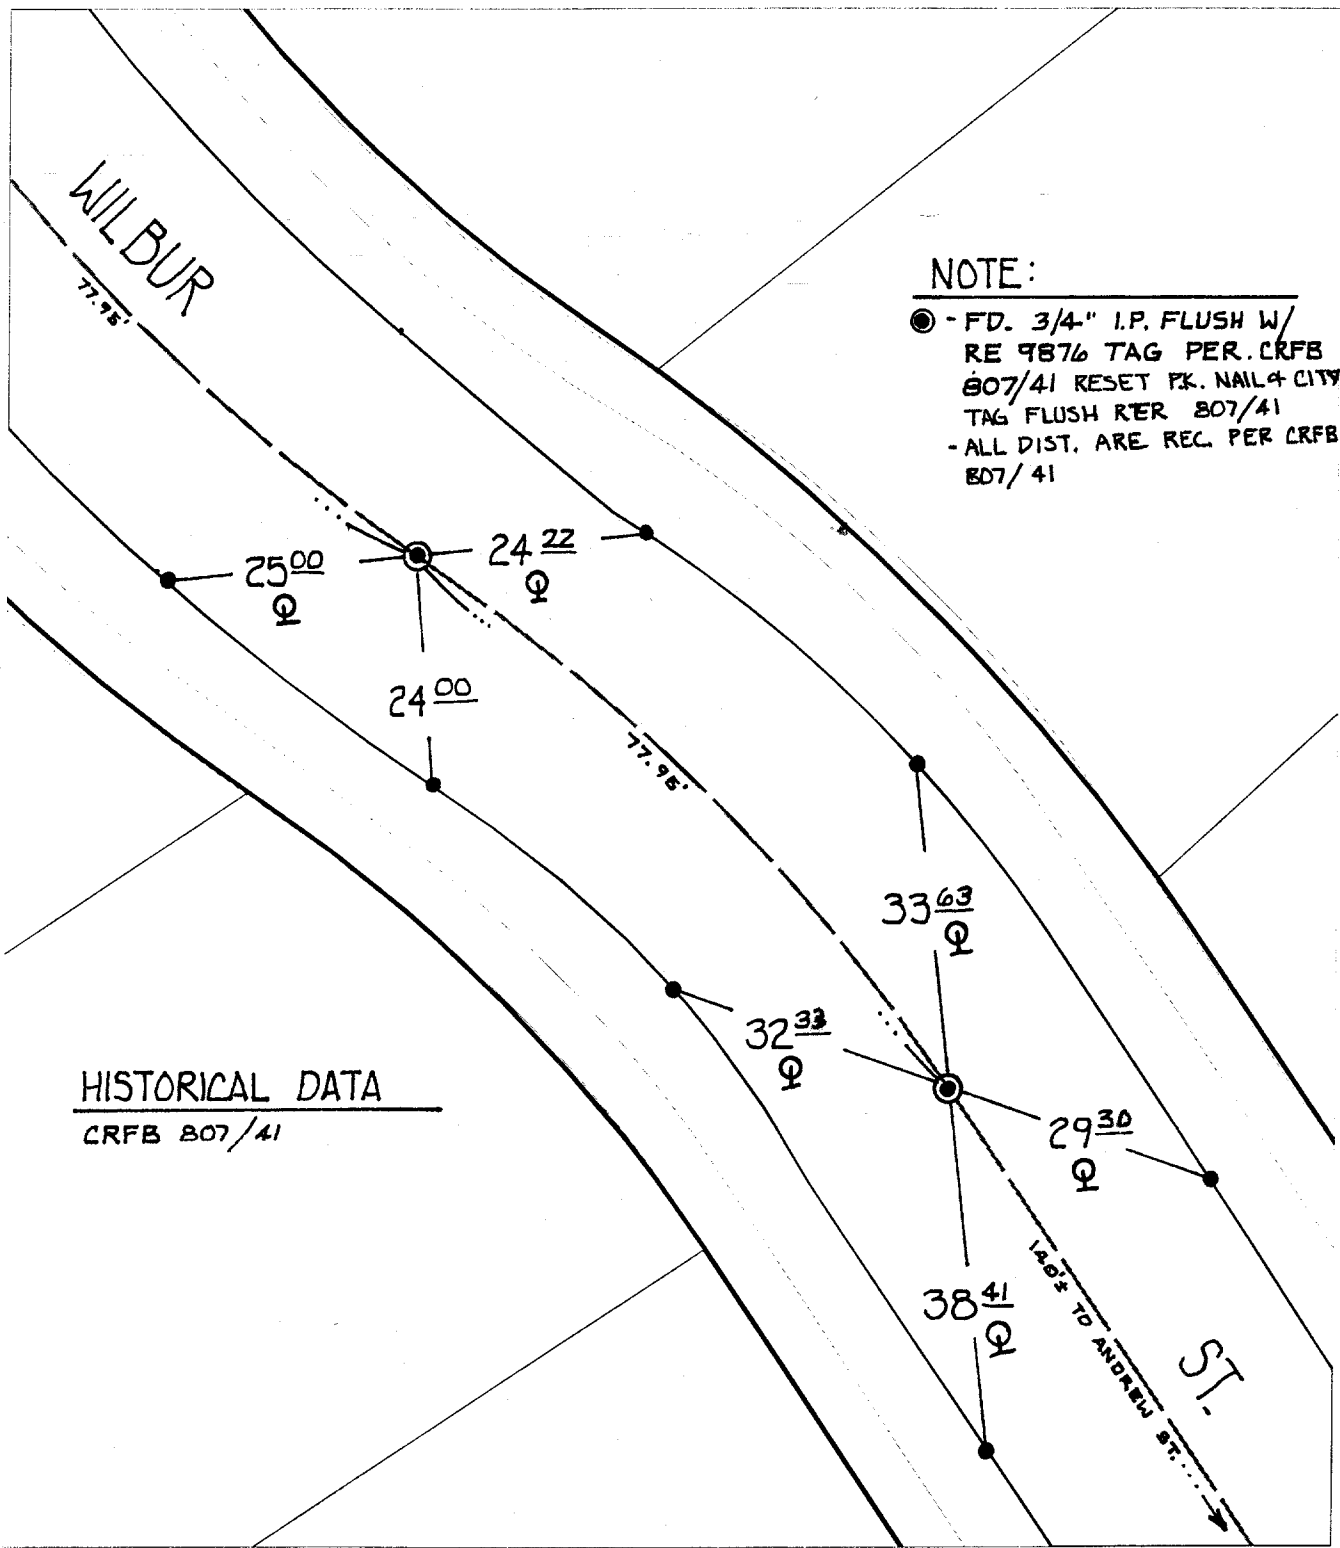 WILBUR
77.95'
NOTE:
- FD. 3/4" I.P. FLUSH W/
RE 9876 TAG PER. CRFB
807/41 RESET P.K. NAIL & CITY
TAG FLUSH PER 807/41
- ALL DIST. ARE REC. PER CRFB
807/41
25 00
24 22
24 00
77.95'
33 63
32 33
29 30
38 41
HISTORICAL DATA
CRFB 807/41
140'± TO ANDREW ST.
ST.